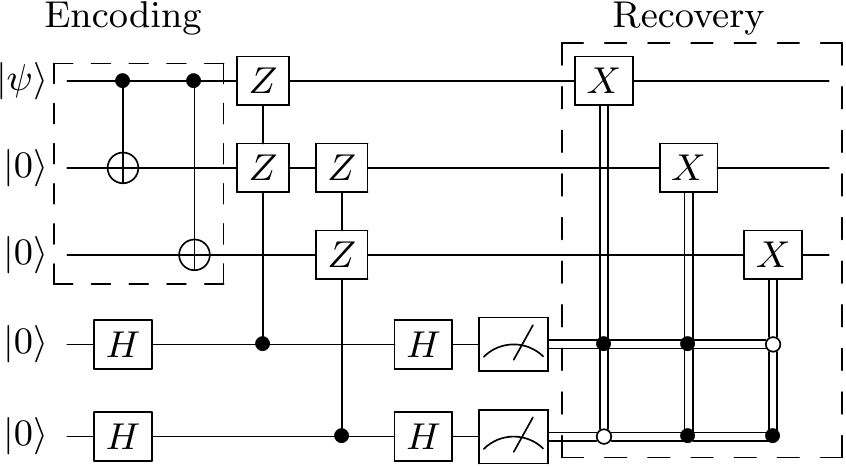 Encoding Recovery
|ψ⟩ Z X
|0⟩ Z Z X
|0⟩ Z X
|0⟩ H H
|0⟩ H H